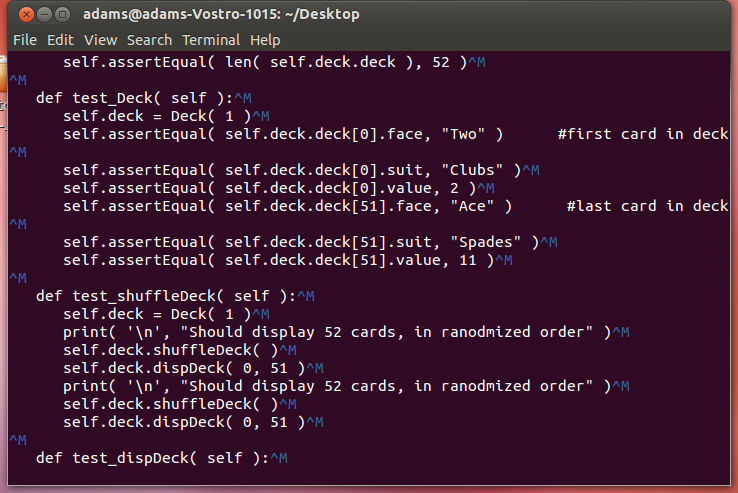 adams@adams-Vostro-1015: ~/Desktop
File Edit View Search Terminal Help
self.assertEqual( len( self.deck.deck ), 52 )^M
^M
def test_Deck( self ):^M
self.deck = Deck( 1 )^M
self.assertEqual( self.deck.deck[0].face, "Two" ) #first card in deck
^M
self.assertEqual( self.deck.deck[0].suit, "Clubs" )^M
self.assertEqual( self.deck.deck[0].value, 2 )^M
self.assertEqual( self.deck.deck[51].face, "Ace" ) #last card in deck
^M
self.assertEqual( self.deck.deck[51].suit, "Spades" )^M
self.assertEqual( self.deck.deck[51].value, 11 )^M
^M
def test_shuffleDeck( self ):^M
self.deck = Deck( 1 )^M
print( '\n', "Should display 52 cards, in ranodmized order" )^M
self.deck.shuffleDeck( )^M
self.deck.dispDeck( 0, 51 )^M
print( '\n', "Should display 52 cards, in ranodmized order" )^M
self.deck.shuffleDeck( )^M
self.deck.dispDeck( 0, 51 )^M
^M
def test_dispDeck( self ):^M